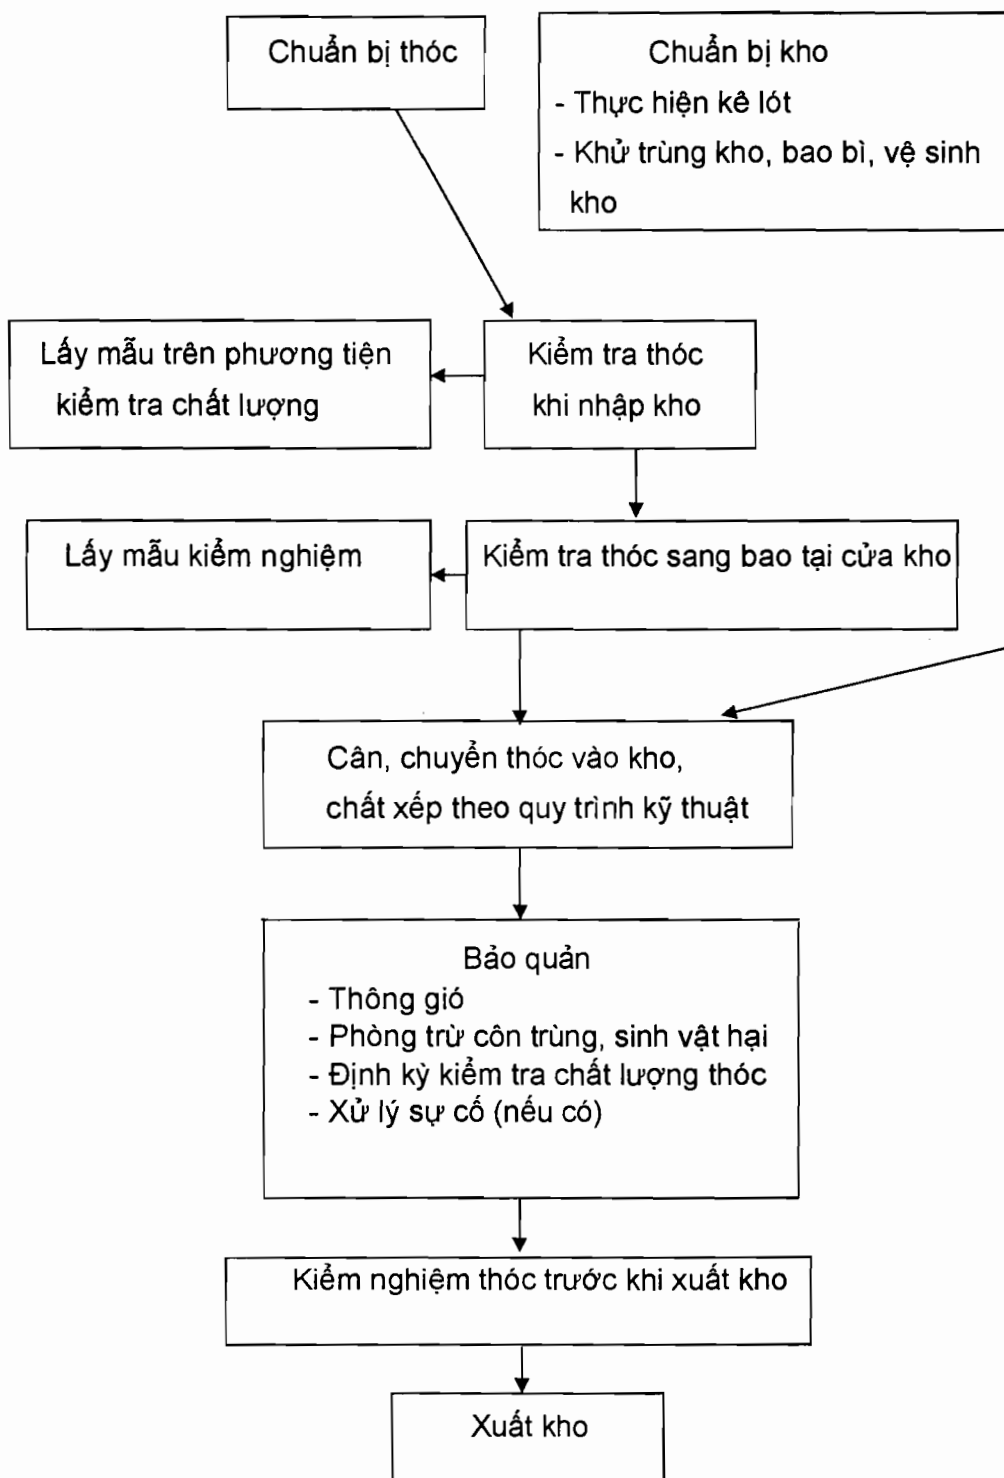 Chuẩn bị thóc
Chuẩn bị kho
- Thực hiện kê lót
- Khử trùng kho, bao bì, vệ sinh
kho
Lấy mẫu trên phương tiện
kiểm tra chất lượng
Kiểm tra thóc
khi nhập kho
Lấy mẫu kiểm nghiệm
Kiểm tra thóc sang bao tại cửa kho
Cân, chuyển thóc vào kho,
chất xếp theo quy trình kỹ thuật
Bảo quản
- Thông gió
- Phòng trừ côn trùng, sinh vật hại
- Định kỳ kiểm tra chất lượng thóc
- Xử lý sự cố (nếu có)
Kiểm nghiệm thóc trước khi xuất kho
Xuất kho